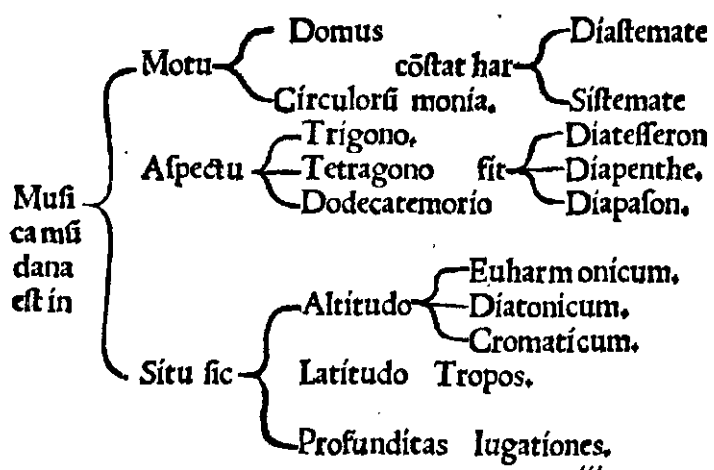 Domus Diaſtemate
Motu cõſtat har
Circulorũ monia. Siſtemate
Trigono. Diateſſeron
Aſpectu Tetragono fit Diapenthe.
Dodecatemorio Diapaſon.
Muſi
ca mũ
dana
eſt in
Euharm onicum.
Altitudo Diatonicum.
Cromaticum.
Situ ſic Latitudo Tropos.
Profunditas Iugationes.